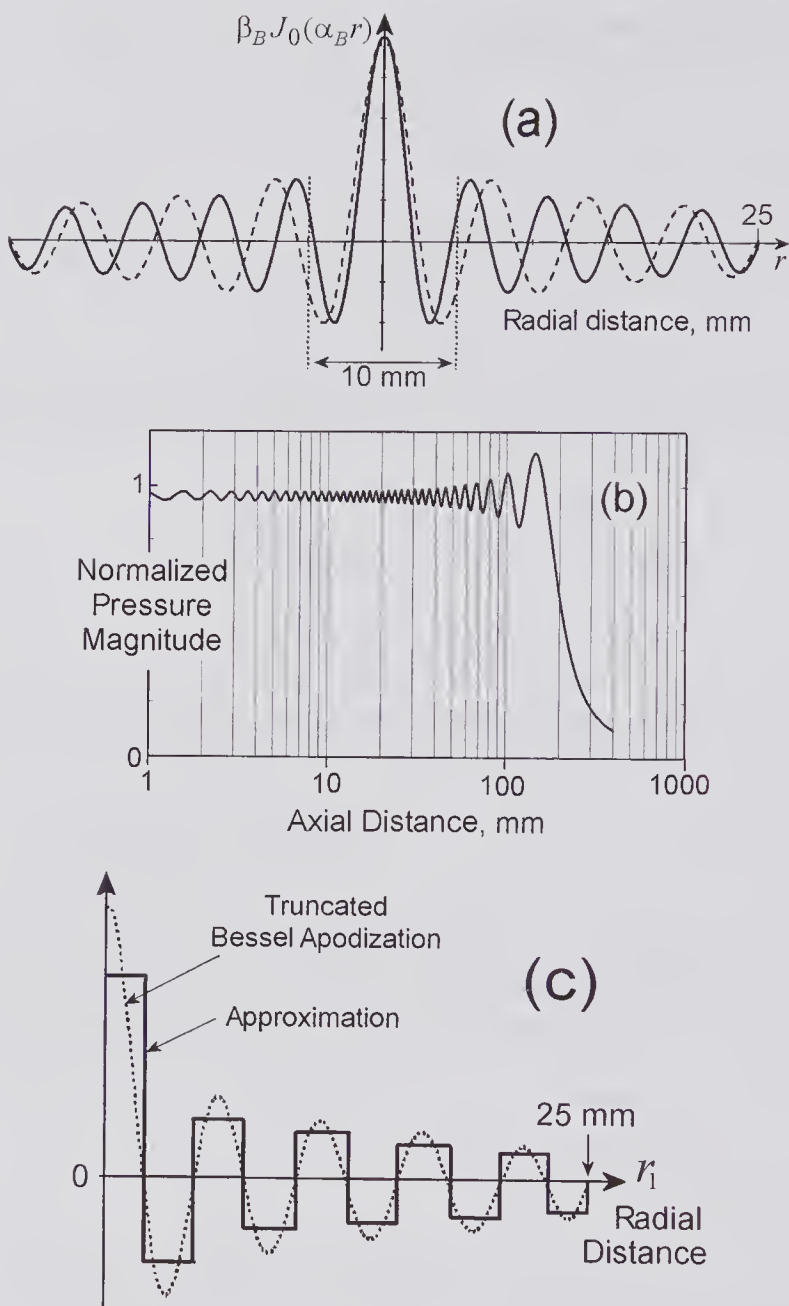 β_B J_0(α_B r)
(a)
25
r
Radial distance, mm
10 mm
1
(b)
Normalized
Pressure
Magnitude
0
1
10
100
1000
Axial Distance, mm
Truncated
Bessel Apodization
(c)
Approximation
25 mm
0
r_1
Radial
Distance